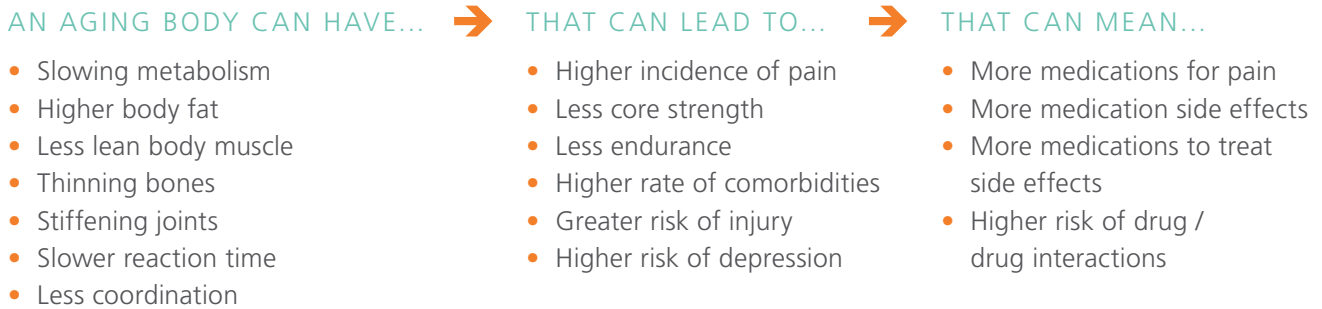 AN AGING BODY CAN HAVE...
• Slowing metabolism
• Higher body fat
• Less lean body muscle
• Thinning bones
• Stiffening joints
• Slower reaction time
• Less coordination
THAT CAN LEAD TO...
• Higher incidence of pain
• Less core strength
• Less endurance
• Higher rate of comorbidities
• Greater risk of injury
• Higher risk of depression
THAT CAN MEAN...
• More medications for pain
• More medication side effects
• More medications to treat
side effects
• Higher risk of drug /
drug interactions